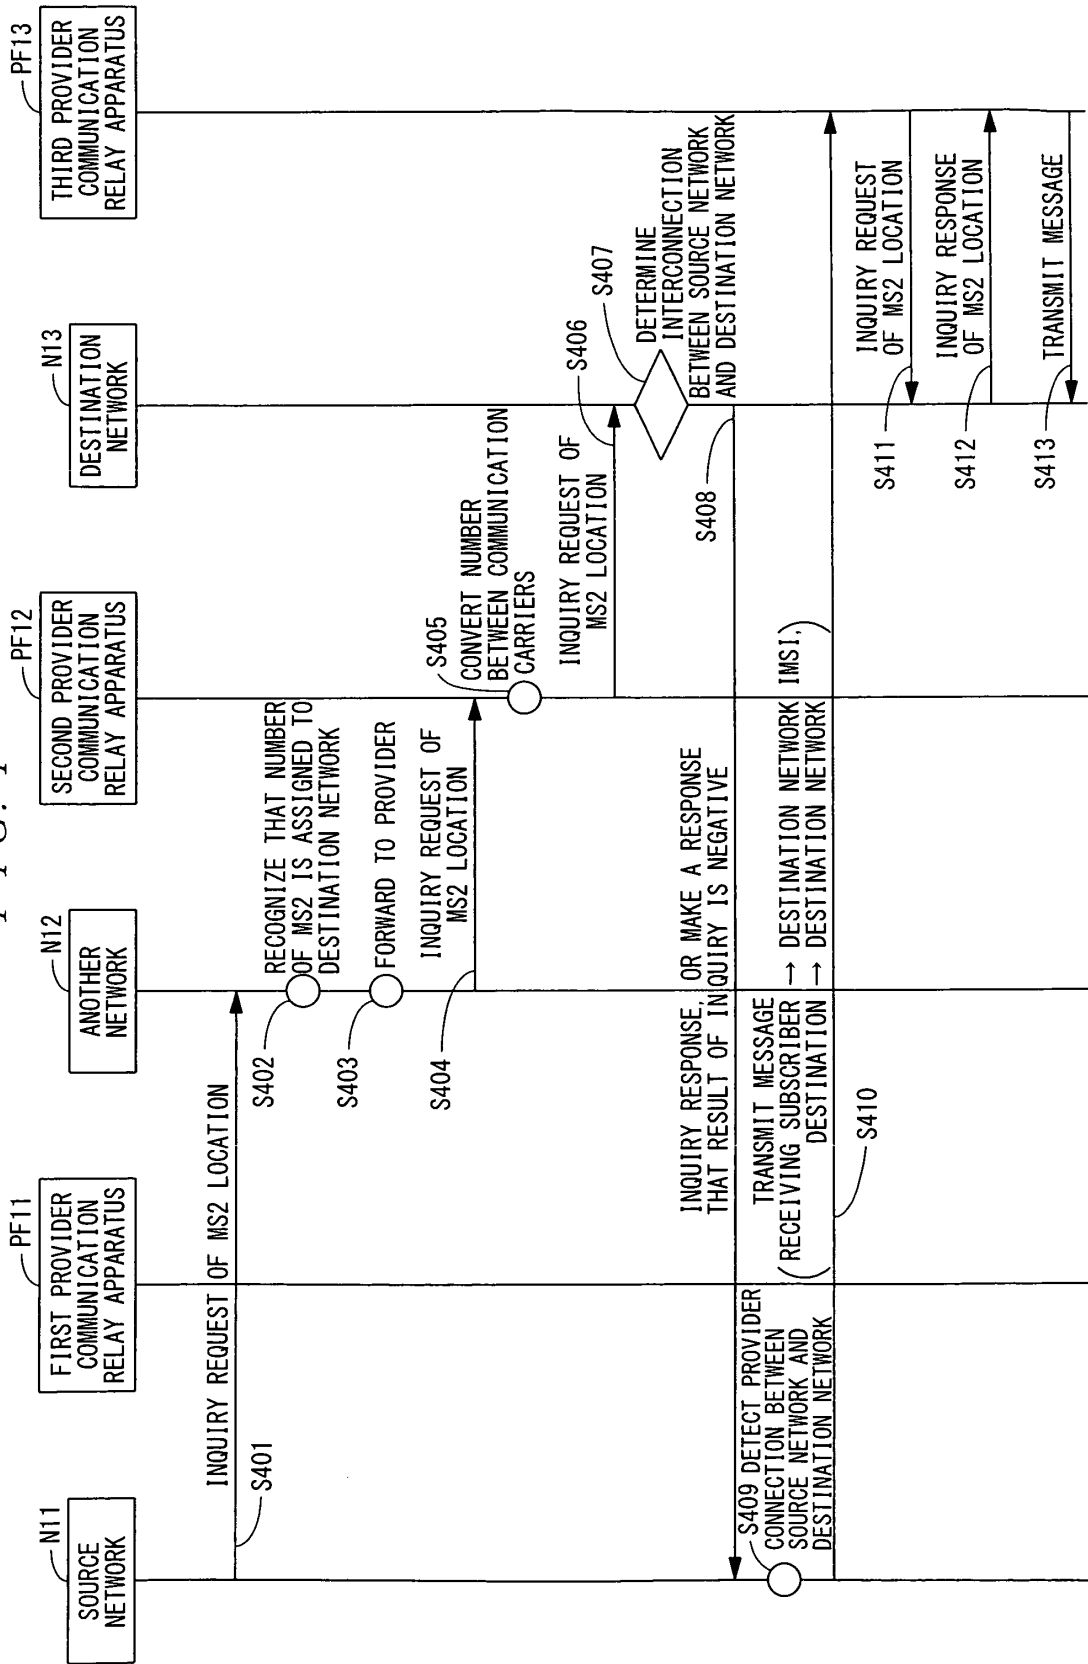 N11
SOURCE
NETWORK
PF11
FIRST PROVIDER
COMMUNICATION
RELAY APPARATUS
N12
ANOTHER
NETWORK
PF12
SECOND PROVIDER
COMMUNICATION
RELAY APPARATUS
N13
DESTINATION
NETWORK
PF13
THIRD PROVIDER
COMMUNICATION
RELAY APPARATUS
INQUIRY REQUEST OF MS2 LOCATION
S401
S402
RECOGNIZE THAT NUMBER
OF MS2 IS ASSIGNED TO
DESTINATION NETWORK
S403
FORWARD TO PROVIDER
INQUIRY REQUEST OF
MS2 LOCATION
S404
S405
CONVERT NUMBER
BETWEEN COMMUNICATION
CARRIERS
INQUIRY REQUEST OF
MS2 LOCATION
S406
S407
DETERMINE
INTERCONNECTION
BETWEEN SOURCE NETWORK
AND DESTINATION NETWORK
S408
INQUIRY RESPONSE, OR MAKE A RESPONSE
THAT RESULT OF INQUIRY IS NEGATIVE
S409 DETECT PROVIDER
CONNECTION BETWEEN
SOURCE NETWORK AND
DESTINATION NETWORK
TRANSMIT MESSAGE
(RECEIVING SUBSCRIBER → DESTINATION NETWORK IMSI,
DESTINATION → DESTINATION NETWORK)
S410
INQUIRY REQUEST
OF MS2 LOCATION
S411
INQUIRY RESPONSE
OF MS2 LOCATION
S412
TRANSMIT MESSAGE
S413